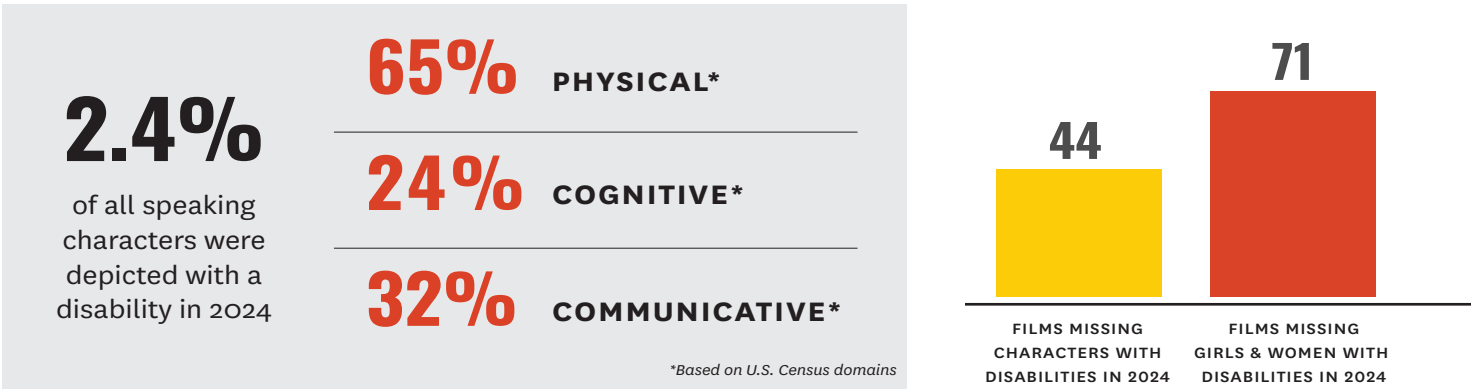 2.4%
of all speaking
characters were
depicted with a
disability in 2024
65% PHYSICAL*
24% COGNITIVE*
32% COMMUNICATIVE*
*Based on U.S. Census domains
44
71
FILMS MISSING
CHARACTERS WITH
DISABILITIES IN 2024
FILMS MISSING
GIRLS & WOMEN WITH
DISABILITIES IN 2024